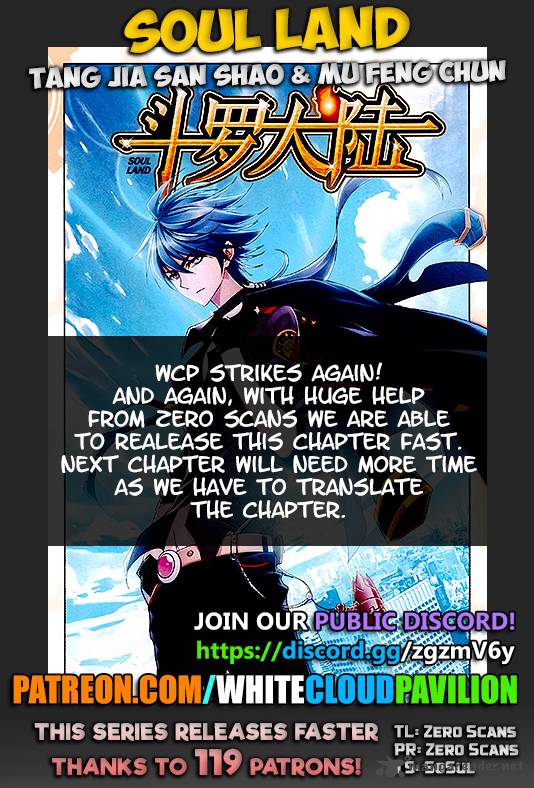 SOUL LAND
TANG JIA SAN SHAO & MU FENG CHUN
斗罗大陆
SOUL
LAND
WCP STRIKES AGAIN!
AND AGAIN, WITH HUGE HELP
FROM ZERO SCANS WE ARE ABLE
TO REALEASE THIS CHAPTER FAST.
NEXT CHAPTER WILL NEED MORE TIME
AS WE HAVE TO TRANSLATE
THE CHAPTER.
JOIN OUR PUBLIC DISCORD!
https://discord.gg/zgzmV6y
PATREON.COM/WHITECLOUDPAVILION
THIS SERIES RELEASES FASTER
THANKS TO 119 PATRONS!
TL: ZERO SCANS
PR: ZERO SCANS